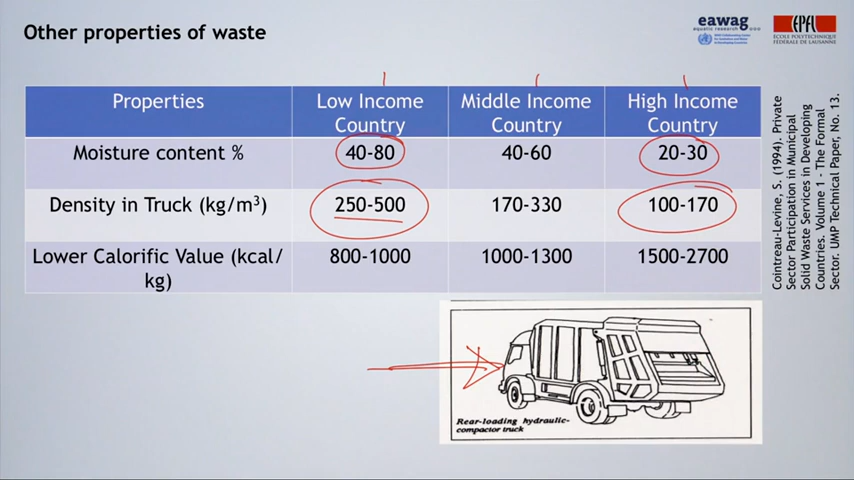 Other properties of waste
eawag
aquatic research
EPFL
ECOLE POLYTECHNIQUE
FÉDÉRALE DE LAUSANNE
Properties
Low Income
Country
Middle Income
Country
High Income
Country
Moisture content %
40-80
40-60
20-30
Density in Truck (kg/m³)
250-500
170-330
100-170
Lower Calorific Value (kcal/
kg)
800-1000
1000-1300
1500-2700
Cointreau-Levine, S. (1994). Private
Sector Participation in Municipal
Solid Waste Services in Developing
Countries. Volume 1 - The Formal
Sector. UMP Technical Paper, No. 13.
Rear-loading hydraulic-
compactor truck